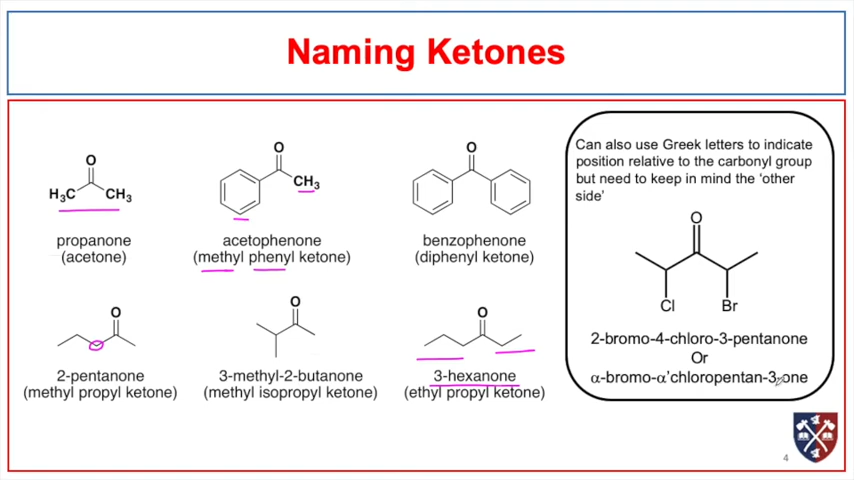 Naming Ketones
O
H3C
CH3
propanone
(acetone)
O
CH3
acetophenone
(methyl phenyl ketone)
O
benzophenone
(diphenyl ketone)
O
2-pentanone
(methyl propyl ketone)
O
3-methyl-2-butanone
(methyl isopropyl ketone)
O
3-hexanone
(ethyl propyl ketone)
Can also use Greek letters to indicate
position relative to the carbonyl group
but need to keep in mind the ‘other
side’
O
Cl
Br
2-bromo-4-chloro-3-pentanone
Or
α-bromo-α’chloropentan-3-one
4